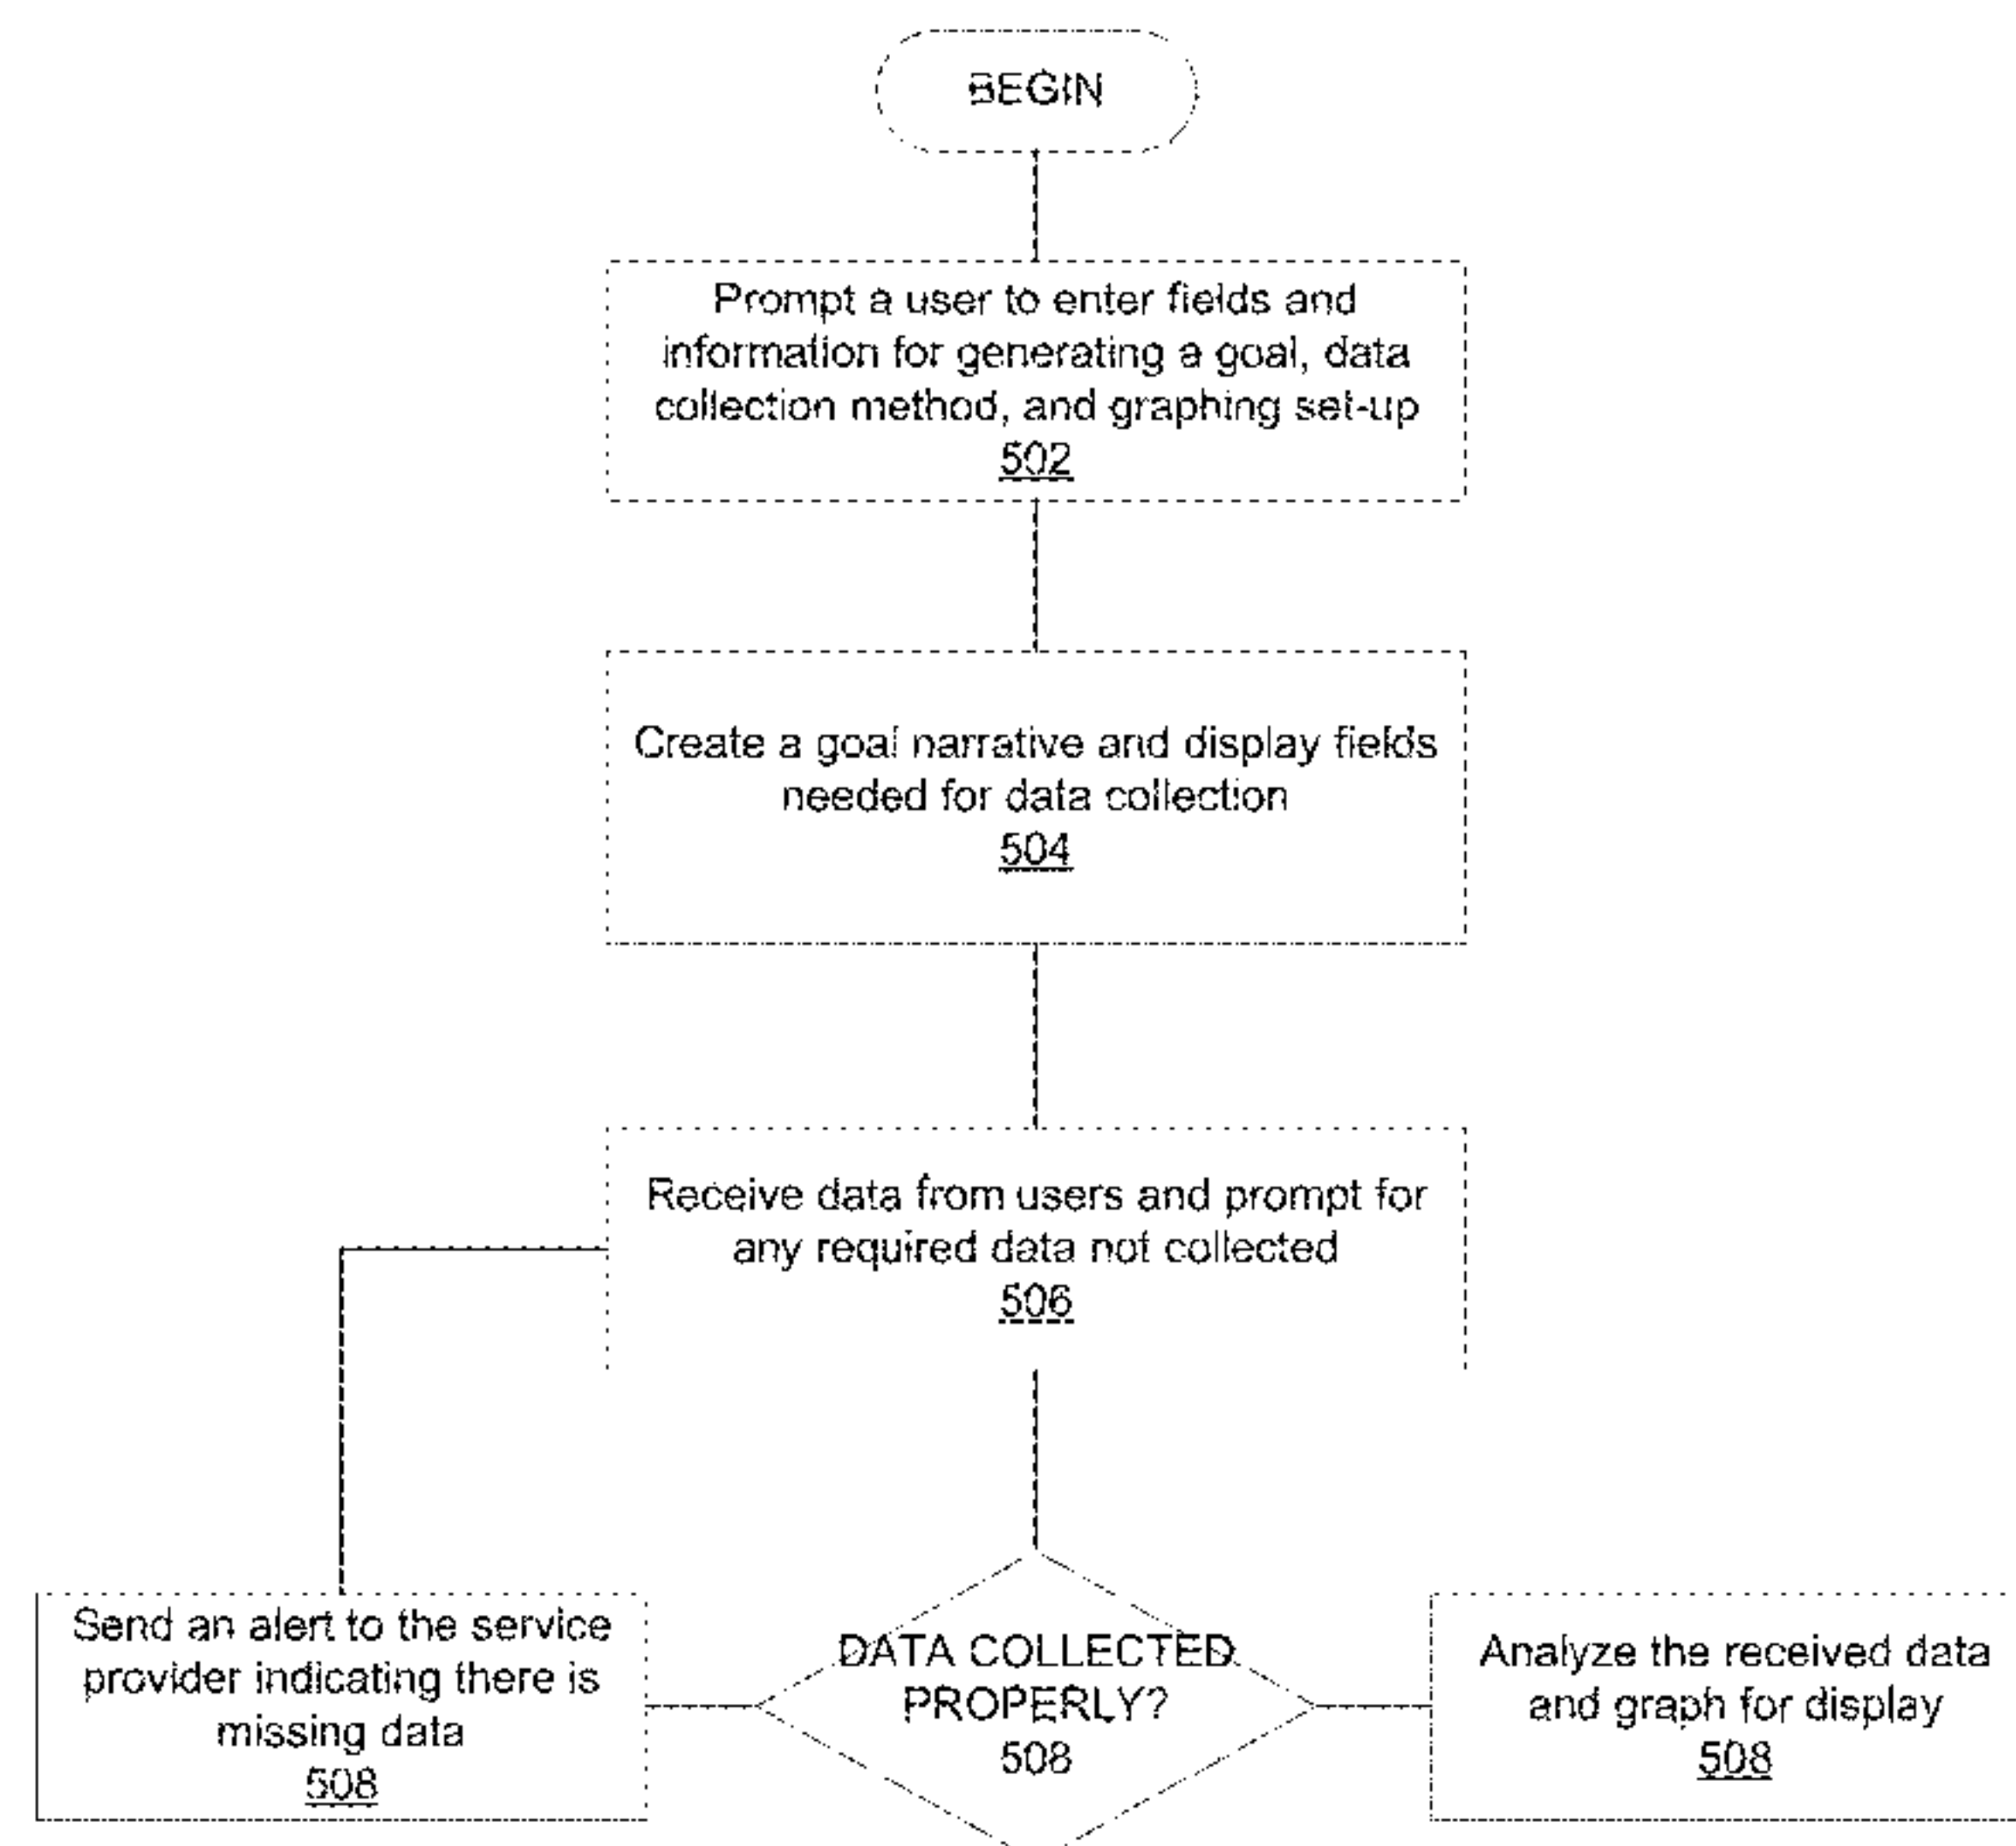 BEGIN
Prompt a user to enter fields and
information for generating a goal, data
collection method, and graphing set-up
502
Create a goal narrative and display fields
needed for data collection
504
Receive data from users and prompt for
any required data not collected
506
Send an alert to the service
provider indicating there is
missing data
508
DATA COLLECTED
PROPERLY?
508
Analyze the received data
and graph for display
508